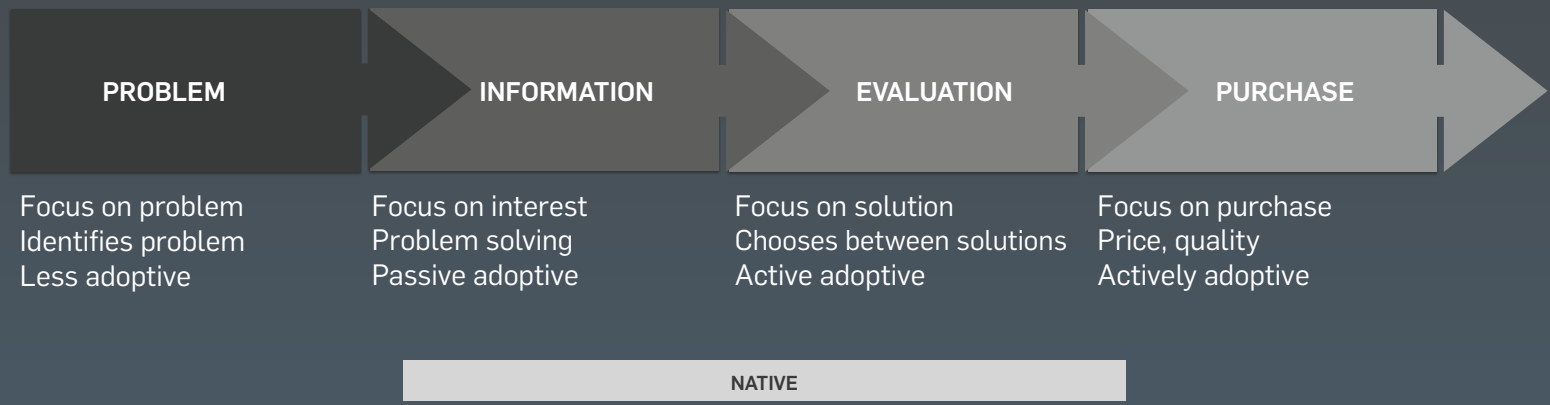 PROBLEM
INFORMATION
EVALUATION
PURCHASE
Focus on problem
Identifies problem
Less adoptive
Focus on interest
Problem solving
Passive adoptive
Focus on solution
Chooses between solutions
Active adoptive
Focus on purchase
Price, quality
Actively adoptive
NATIVE